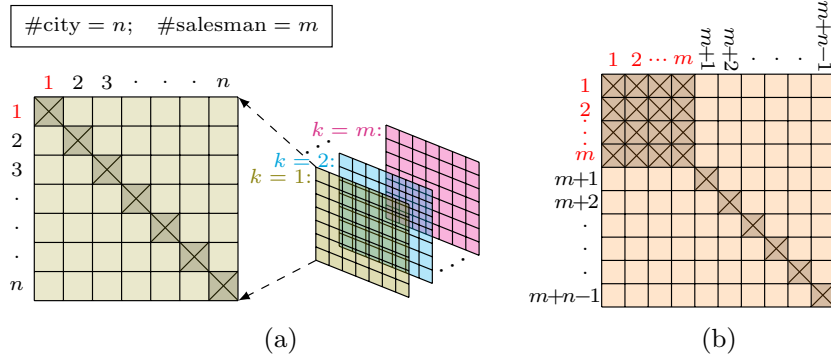 #city = n; #salesman = m
1 2 3 · · · n
1
2
3
·
·
·
n
k = m:
k = 2:
k = 1:
· · · ·
· · · ·
(a)
1 2 ··· m m+1 m+2 · · · m+n−1
1
2
⋮
m
m+1
m+2
·
·
·
m+n−1
(b)